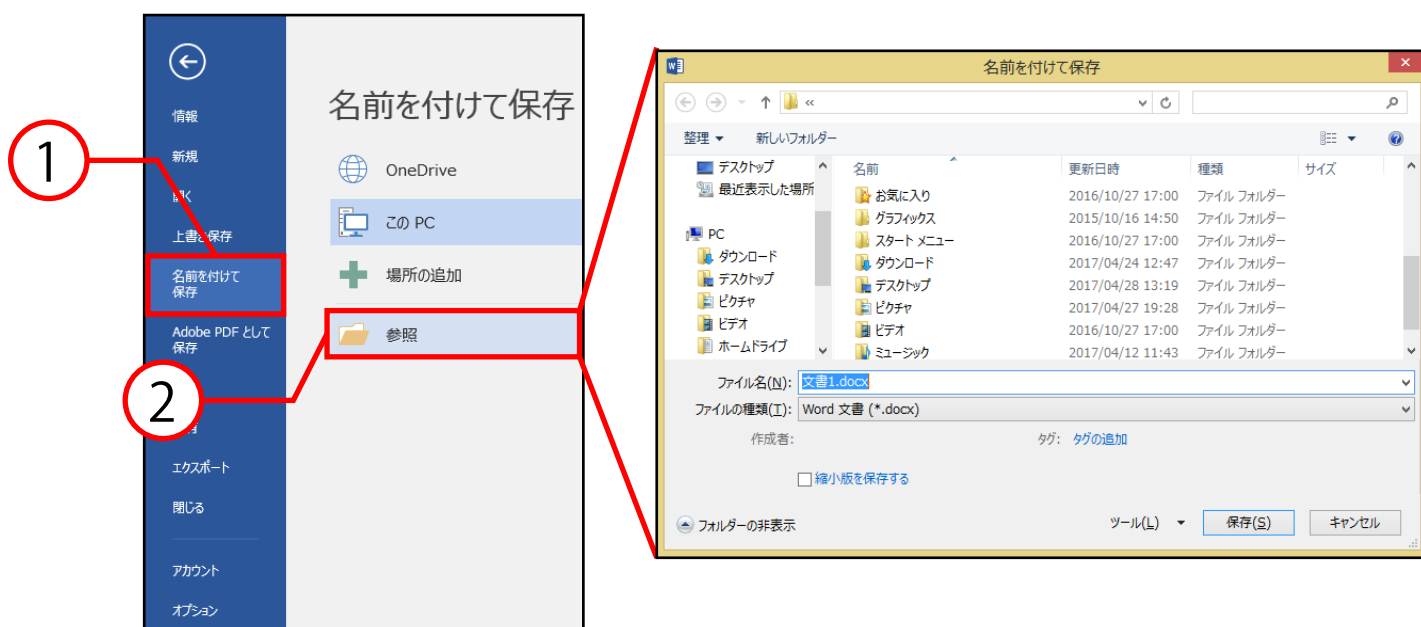 情報
新規
開く
上書き保存
名前を付けて
保存
Adobe PDF として
保存
エクスポート
閉じる
アカウント
オプション
1
2
名前を付けて保存
OneDrive
この PC
場所の追加
参照
名前を付けて保存
整理 新しいフォルダー
デスクトップ
最近表示した場所
PC
ダウンロード
デスクトップ
ピクチャ
ビデオ
ホームドライブ
名前 更新日時 種類 サイズ
お気に入り 2016/10/27 17:00 ファイル フォルダー
グラフィックス 2015/10/16 14:50 ファイル フォルダー
スタート メニュー 2016/10/27 17:00 ファイル フォルダー
ダウンロード 2017/04/24 12:47 ファイル フォルダー
デスクトップ 2017/04/28 13:19 ファイル フォルダー
ピクチャ 2017/04/27 19:28 ファイル フォルダー
ビデオ 2016/10/27 17:00 ファイル フォルダー
ミュージック 2017/04/12 11:43 ファイル フォルダー
ファイル名(N): 文書1.docx
ファイルの種類(T): Word 文書 (*.docx)
作成者: タグ: タグの追加
縮小版を保存する
フォルダーの非表示 ツール(L) 保存(S) キャンセル